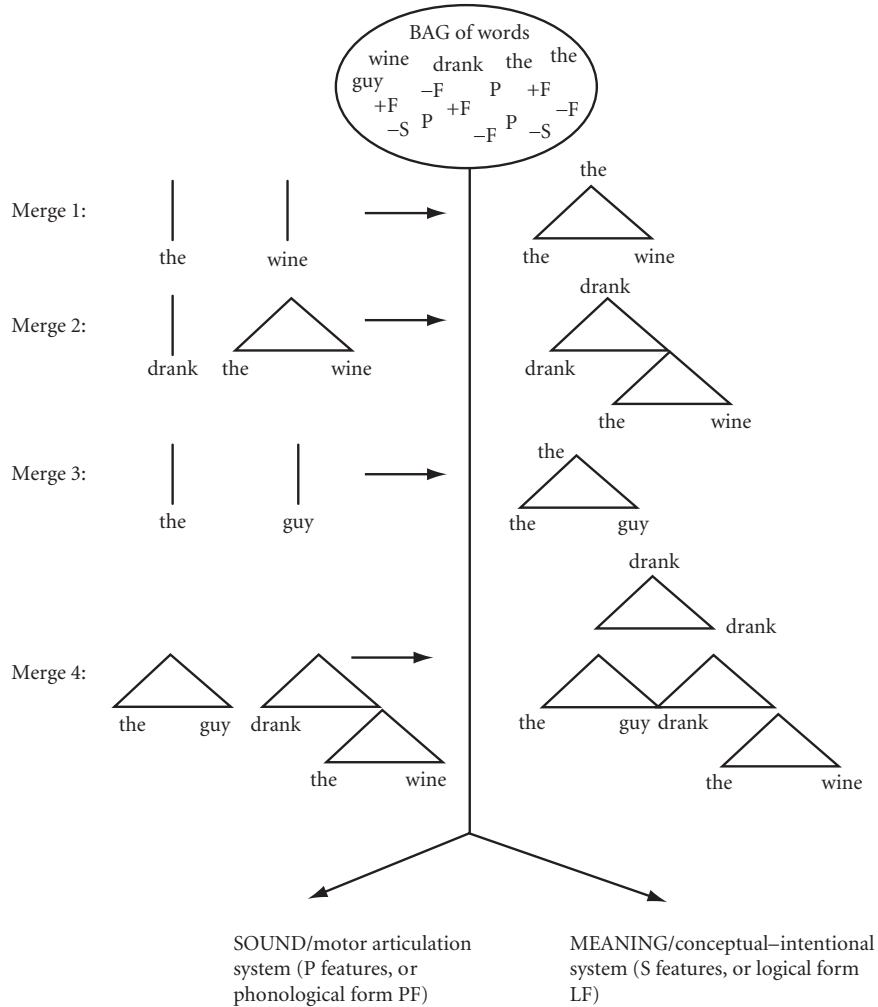 BAG of words
wine drank the the
guy –F P +F
+F P +F –F
–S –F P –S
the
Merge 1:
the wine the wine
drank
Merge 2:
drank the wine drank
the wine
the
Merge 3:
the guy the guy
drank
drank
Merge 4:
the guy drank the guy drank
the wine the wine
SOUND/motor articulation
system (P features, or
phonological form PF)
MEANING/conceptual–intentional
system (S features, or logical form
LF)